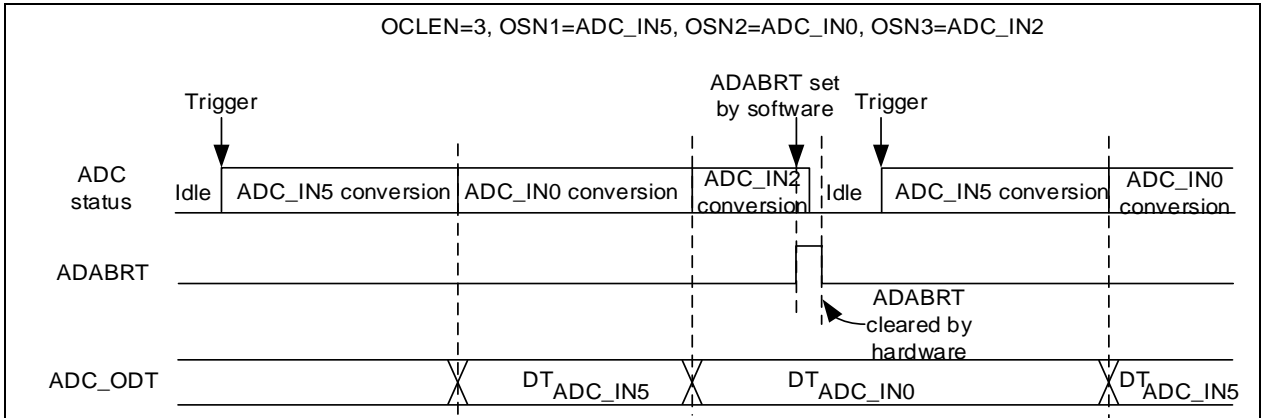 OCLEN=3, OSN1=ADC_IN5, OSN2=ADC_IN0, OSN3=ADC_IN2
Trigger
ADABRT set
by software
Trigger
ADC
status
Idle
ADC_IN5 conversion
ADC_IN0 conversion
ADC_IN2
conversion
Idle
ADC_IN5 conversion
ADC_IN0
conversion
ADABRT
ADABRT
cleared by
hardware
ADC_ODT
DTADC_IN5
DTADC_IN0
DTADC_IN5